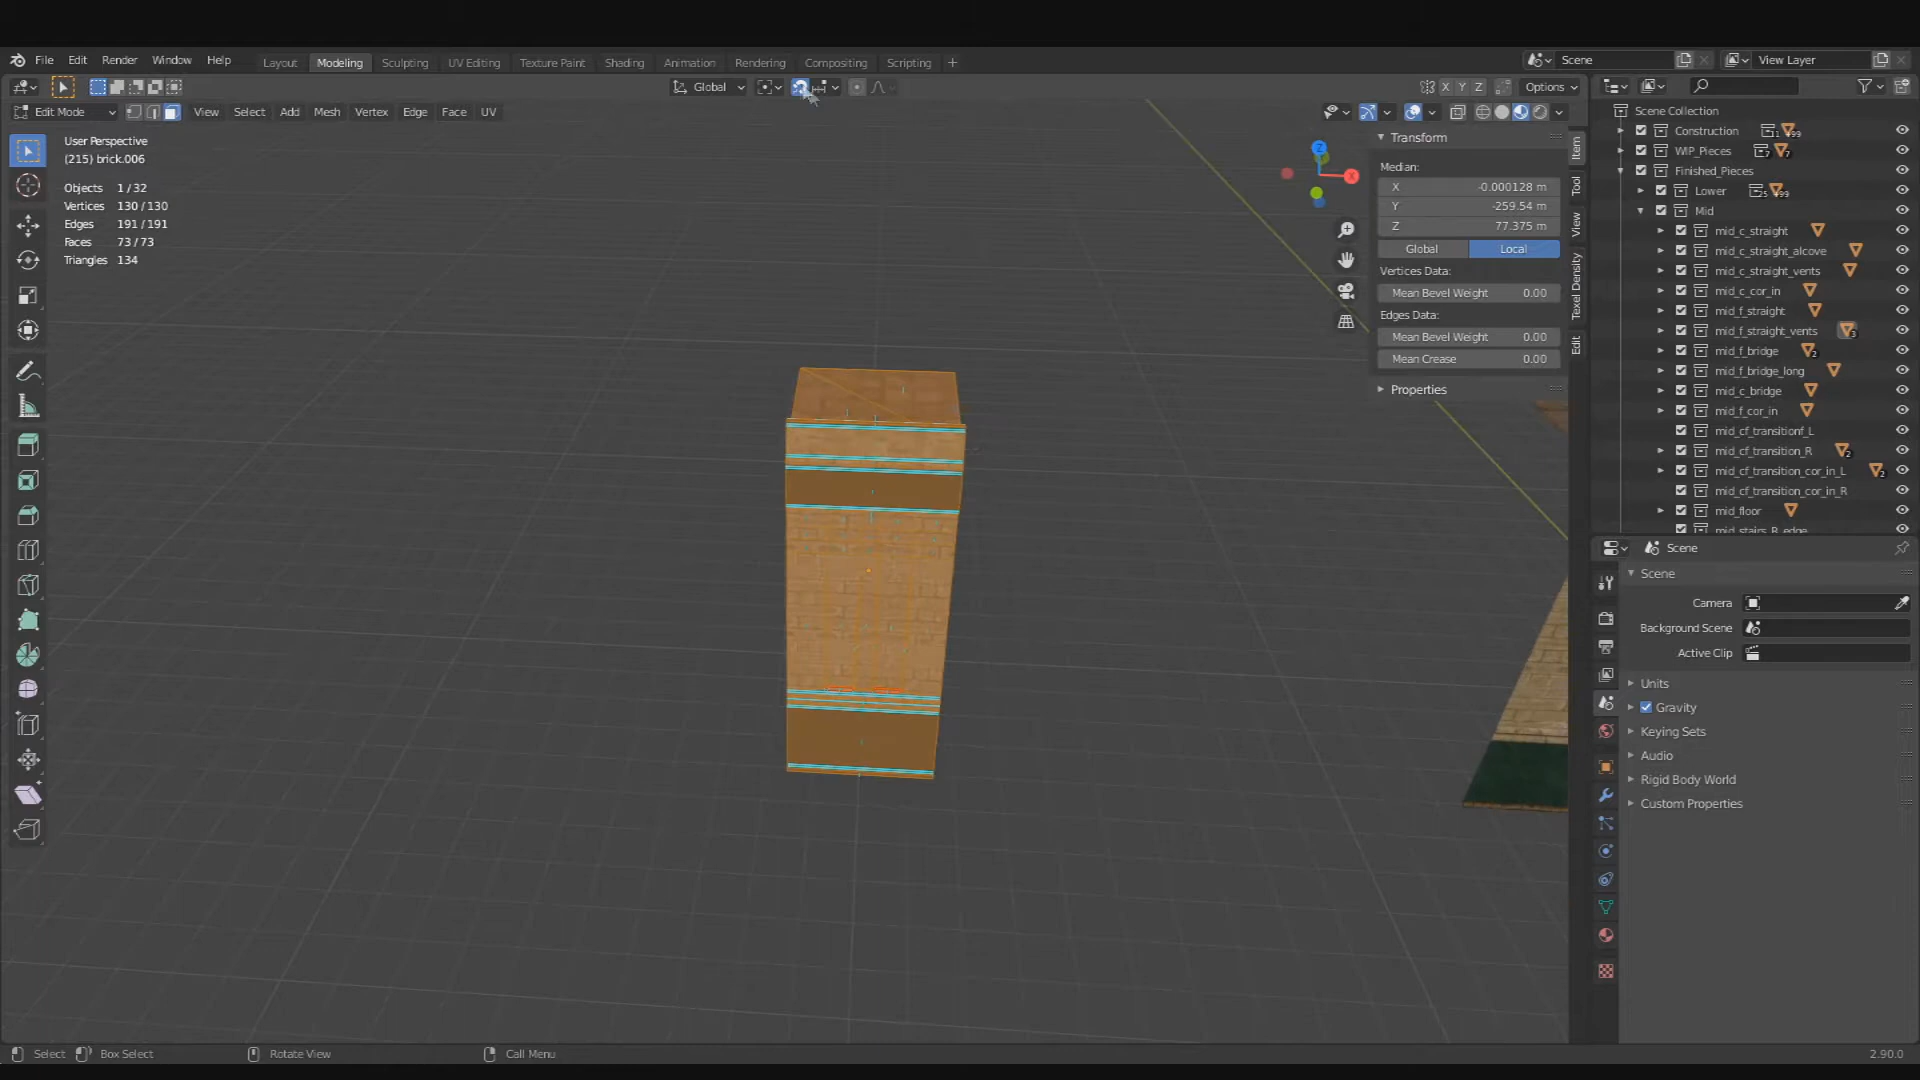 File Edit Render Window Help
Layout Modeling Sculpting UV Editing Texture Paint Shading Animation Rendering Compositing Scripting
Scene View Layer
Global X Y Z Options
Edit Mode View Select Add Mesh Vertex Edge Face UV
User Perspective
(215) brick.006
Objects 1 / 32
Vertices 130 / 130
Edges 191 / 191
Faces 73 / 73
Triangles 134
Z
X
Transform
Median:
X -0.000128 m
Y -259.54 m
Z 77.375 m
Global Local
Vertices Data:
Mean Bevel Weight 0.00
Edges Data:
Mean Bevel Weight 0.00
Mean Crease 0.00
Properties
Item
Tool
View
Texel Density
Edit
Scene Collection
Construction
WIP_Pieces
Finished_Pieces
Lower
Mid
mid_c_straight
mid_c_straight_alcove
mid_c_straight_vents
mid_c_cor_in
mid_f_straight
mid_f_straight_vents
mid_f_bridge
mid_f_bridge_long
mid_c_bridge
mid_f_cor_in
mid_cf_transitionf_L
mid_cf_transition_R
mid_cf_transition_cor_in_L
mid_cf_transition_cor_in_R
mid_floor
mid_stairs_R_edge
Scene
Scene
Camera
Background Scene
Active Clip
Units
Gravity
Keying Sets
Audio
Rigid Body World
Custom Properties
Select Box Select Rotate View Call Menu 2.90.0